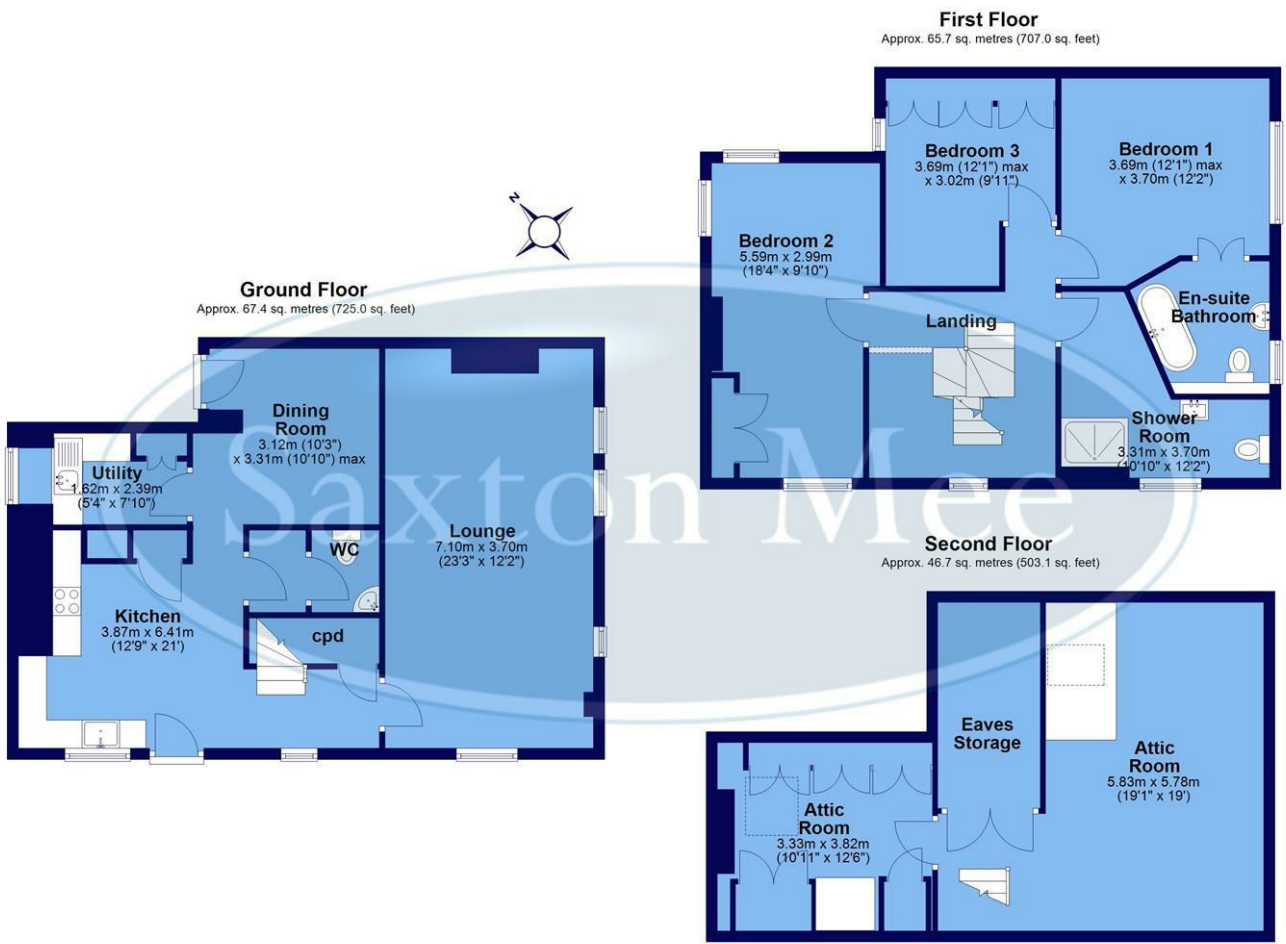 First Floor
Approx. 65.7 sq. metres (707.0 sq. feet)
Bedroom 3
3.69m (12'1") max
x 3.02m (9'11")
Bedroom 1
3.69m (12'1") max
x 3.70m (12'2")
Bedroom 2
5.59m x 2.99m
(18'4" x 9'10")
En-suite
Bathroom
Landing
Shower
Room
3.31m x 3.70m
(10'10" x 12'2")
N
Ground Floor
Approx. 67.4 sq. metres (725.0 sq. feet)
Dining
Room
3.12m (10'3")
x 3.31m (10'10") max
Utility
1.62m x 2.39m
(5'4" x 7'10")
Lounge
7.10m x 3.70m
(23'3" x 12'2")
WC
Kitchen
3.87m x 6.41m
(12'9" x 21')
cpd
Saxton Mee
Second Floor
Approx. 46.7 sq. metres (503.1 sq. feet)
Eaves
Storage
Attic
Room
5.83m x 5.78m
(19'1" x 19')
Attic
Room
3.33m x 3.82m
(10'11" x 12'6")